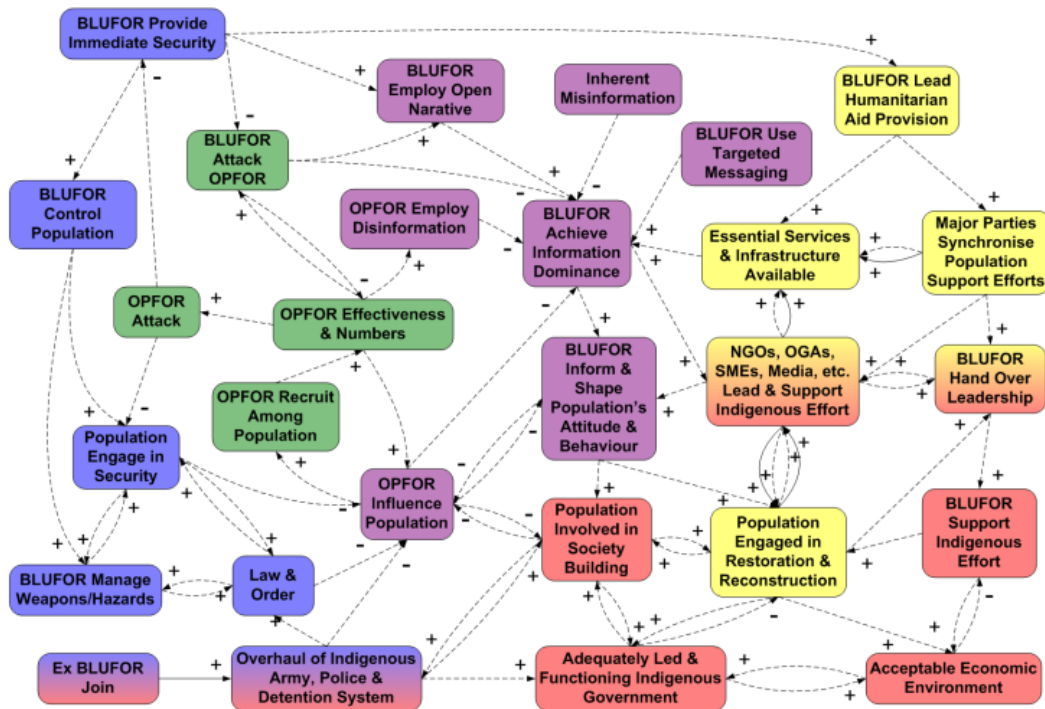 BLUFOR Provide
Immediate Security
BLUFOR
Employ Open
Narative
Inherent
Misinformation
BLUFOR Lead
Humanitarian
Aid Provision
BLUFOR Use
Targeted
Messaging
BLUFOR
Attack
OPFOR
BLUFOR
Control
Population
OPFOR Employ
Disinformation
BLUFOR
Achieve
Information
Dominance
Essential Services
& Infrastructure
Available
Major Parties
Synchronise
Population
Support Efforts
OPFOR
Attack
OPFOR Effectiveness
& Numbers
BLUFOR
Inform &
Shape
Population's
Attitude &
Behaviour
NGOs, OGAs,
SMEs, Media, etc.
Lead & Support
Indigenous Effort
BLUFOR
Hand Over
Leadership
OPFOR Recruit
Among
Population
Population
Engage in
Security
OPFOR
Influence
Population
Population
Involved in
Society
Building
Population
Engaged in
Restoration &
Reconstruction
BLUFOR
Support
Indigenous
Effort
BLUFOR Manage
Weapons/Hazards
Law &
Order
Ex BLUFOR
Join
Overhaul of Indigenous
Army, Police &
Detention System
Adequately Led &
Functioning Indigenous
Government
Acceptable Economic
Environment